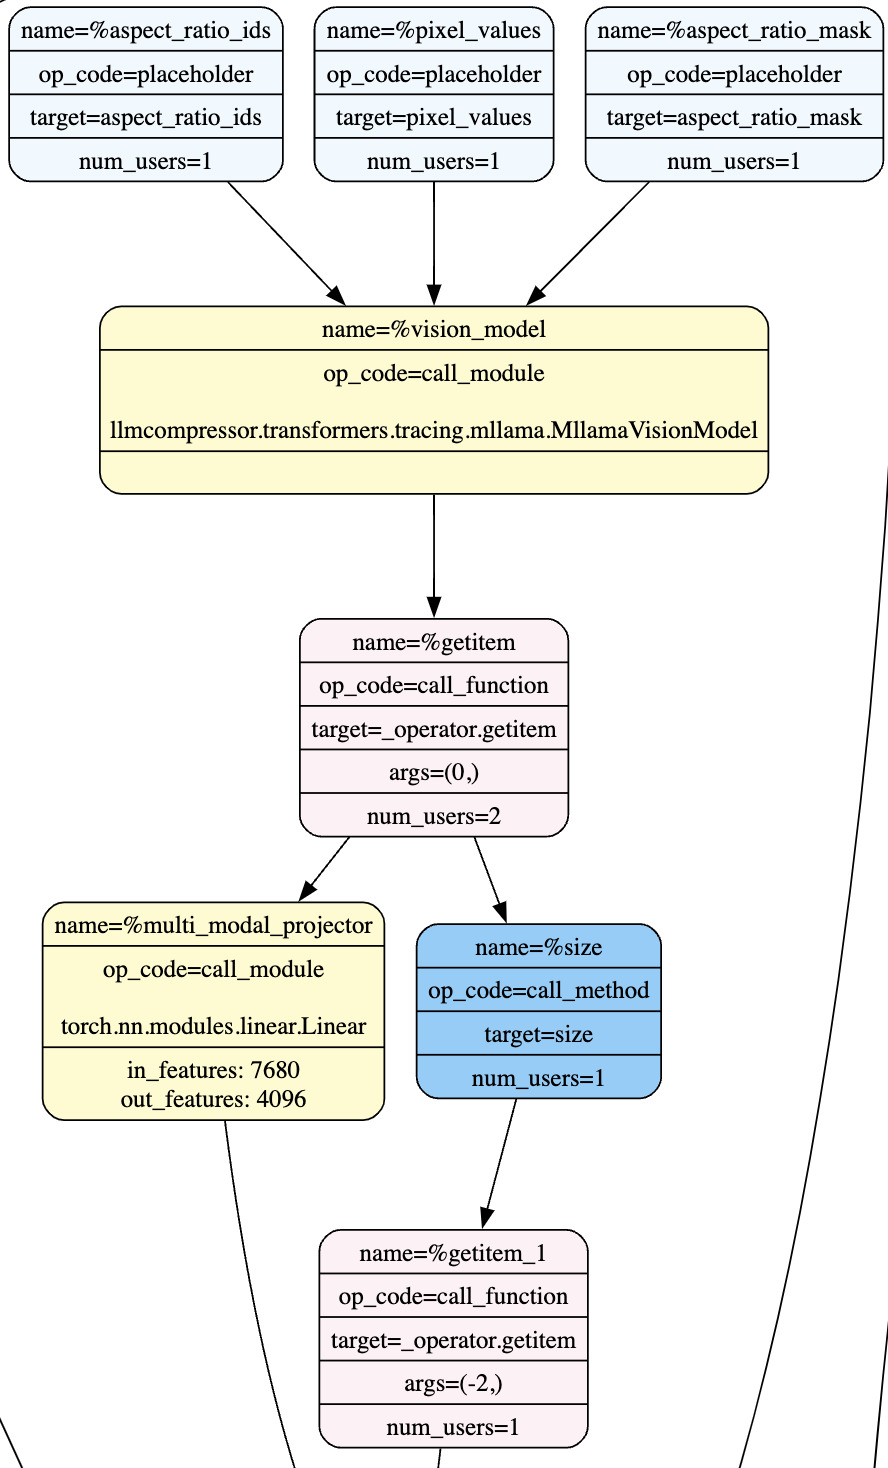 name=%aspect_ratio_ids
op_code=placeholder
target=aspect_ratio_ids
num_users=1
name=%pixel_values
op_code=placeholder
target=pixel_values
num_users=1
name=%aspect_ratio_mask
op_code=placeholder
target=aspect_ratio_mask
num_users=1
name=%vision_model
op_code=call_module
llmcompressor.transformers.tracing.mllama.MllamaVisionModel
name=%getitem
op_code=call_function
target=_operator.getitem
args=(0,)
num_users=2
name=%multi_modal_projector
op_code=call_module
torch.nn.modules.linear.Linear
in_features: 7680
out_features: 4096
name=%size
op_code=call_method
target=size
num_users=1
name=%getitem_1
op_code=call_function
target=_operator.getitem
args=(-2,)
num_users=1